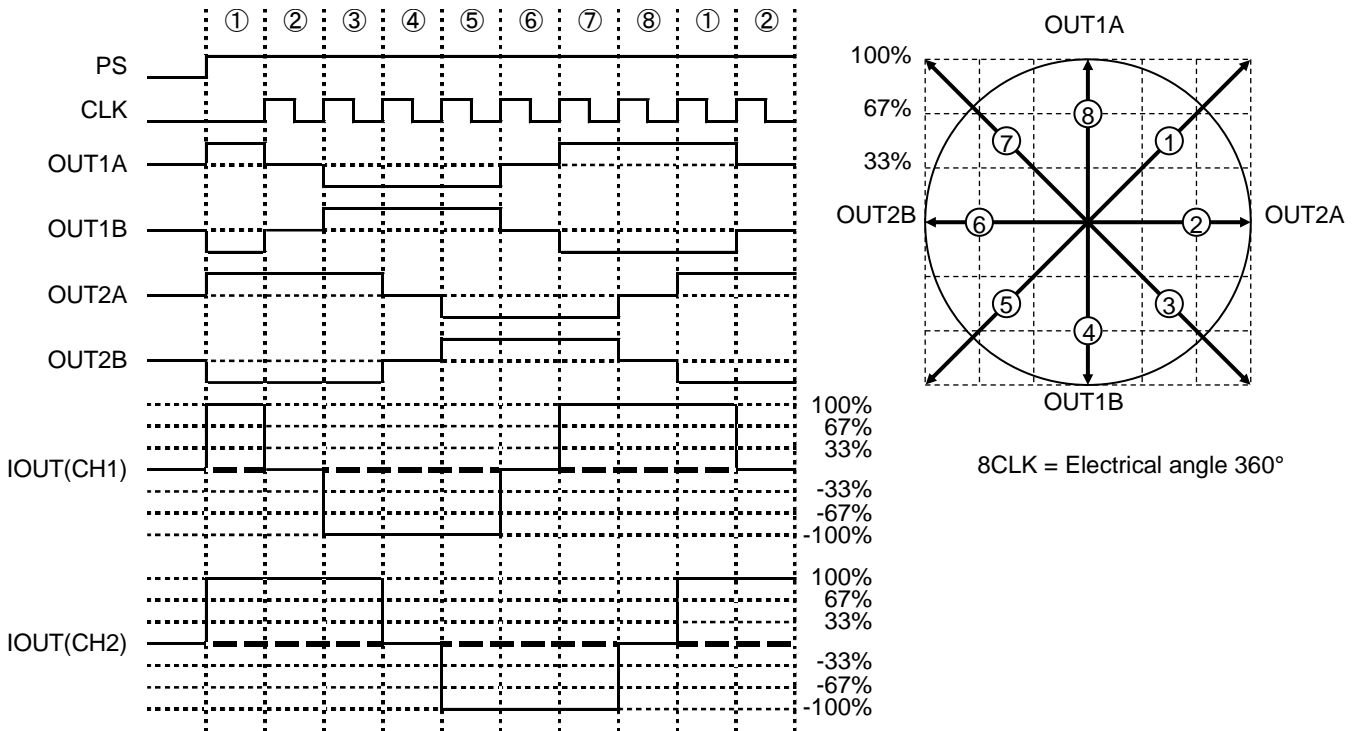 ① ② ③ ④ ⑤ ⑥ ⑦ ⑧ ① ②
PS
CLK
OUT1A
OUT1B
OUT2A
OUT2B
IOUT(CH1)
100%
67%
33%
-33%
-67%
-100%
IOUT(CH2)
100%
67%
33%
-33%
-67%
-100%
OUT1A
100%
67%
33%
⑧
⑦ ①
OUT2B ⑥ ② OUT2A
⑤ ③
④
OUT1B
8CLK = Electrical angle 360°